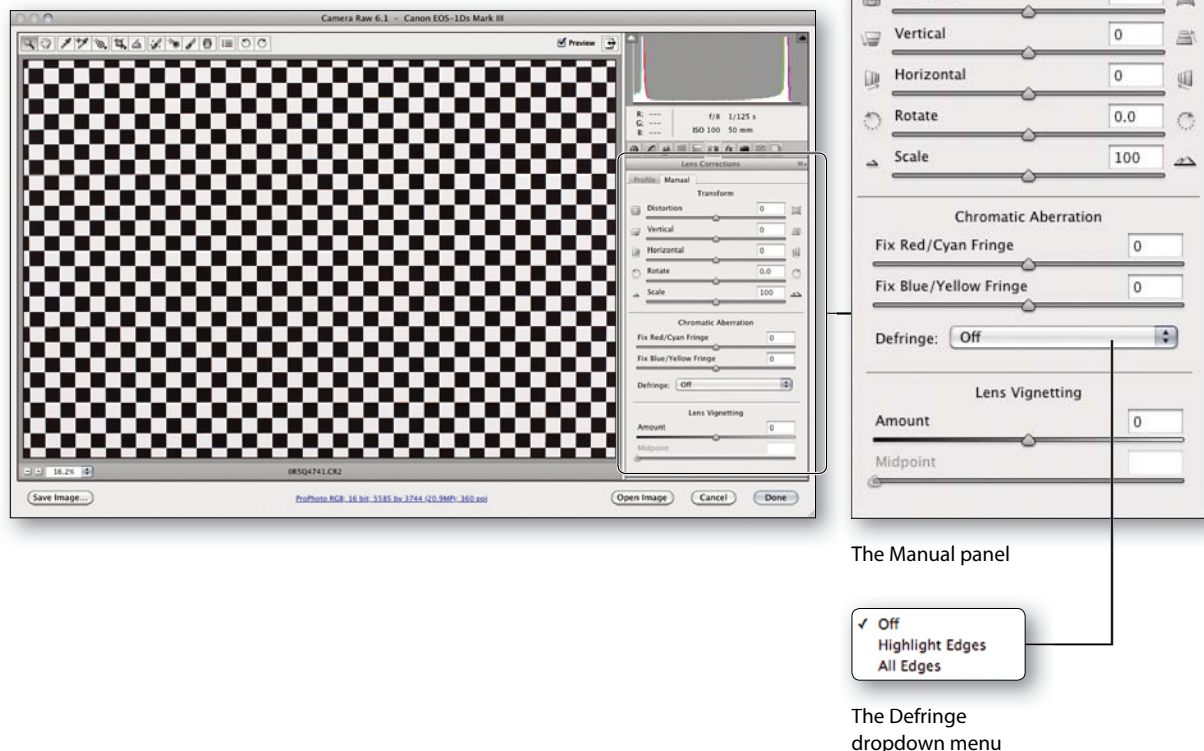 Camera Raw 6.1 - Canon EOS-1Ds Mark III
Preview
R: ---
G: ---
B: ---
f/8 1/125 s
ISO 100 50 mm
Lens Corrections
Profile Manual
Transform
Distortion 0
Vertical 0
Horizontal 0
Rotate 0.0
Scale 100
Chromatic Aberration
Fix Red/Cyan Fringe 0
Fix Blue/Yellow Fringe 0
Defringe: Off
Lens Vignetting
Amount 0
Midpoint
16.2%
0R5Q4741.CR2
Save Image...
ProPhoto RGB; 16 bit; 5585 by 3744 (20.9MP); 360 ppi
Open Image Cancel Done
Vertical 0
Horizontal 0
Rotate 0.0
Scale 100
Chromatic Aberration
Fix Red/Cyan Fringe 0
Fix Blue/Yellow Fringe 0
Defringe: Off
Lens Vignetting
Amount 0
Midpoint
The Manual panel
✓ Off
Highlight Edges
All Edges
The Defringe
dropdown menu